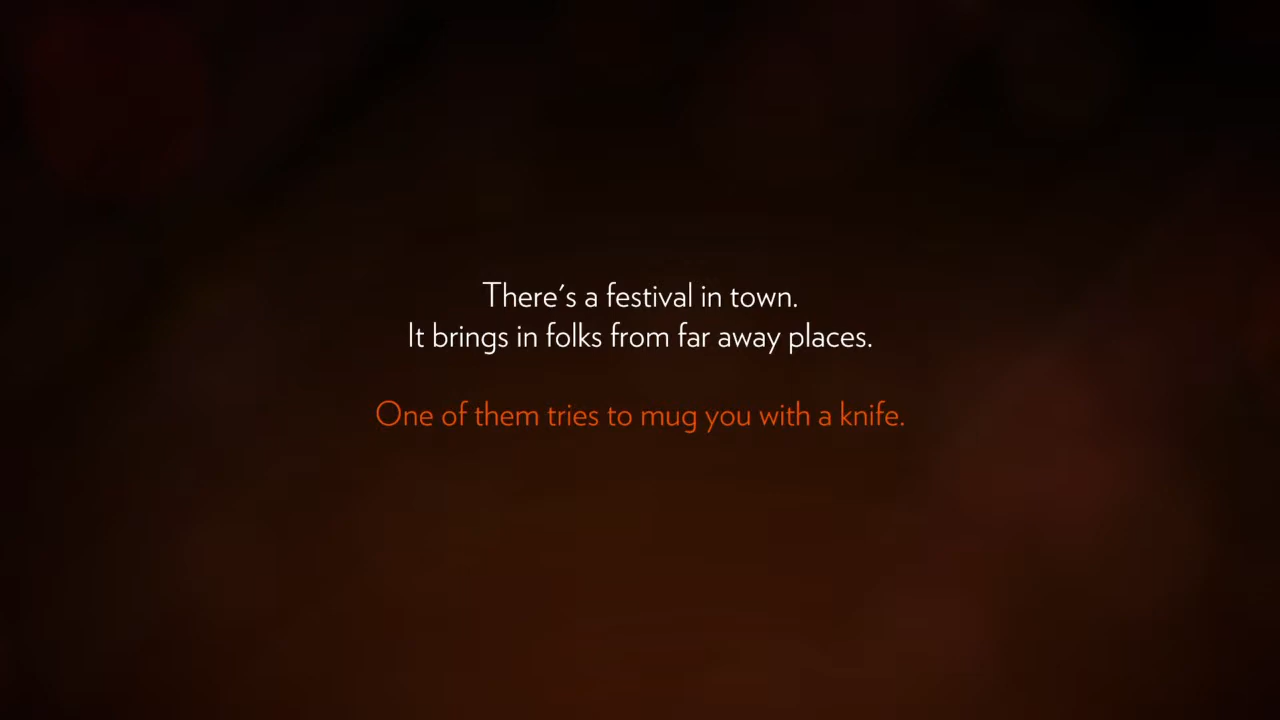 There's a festival in town.
It brings in folks from far away places.
One of them tries to mug you with a knife.